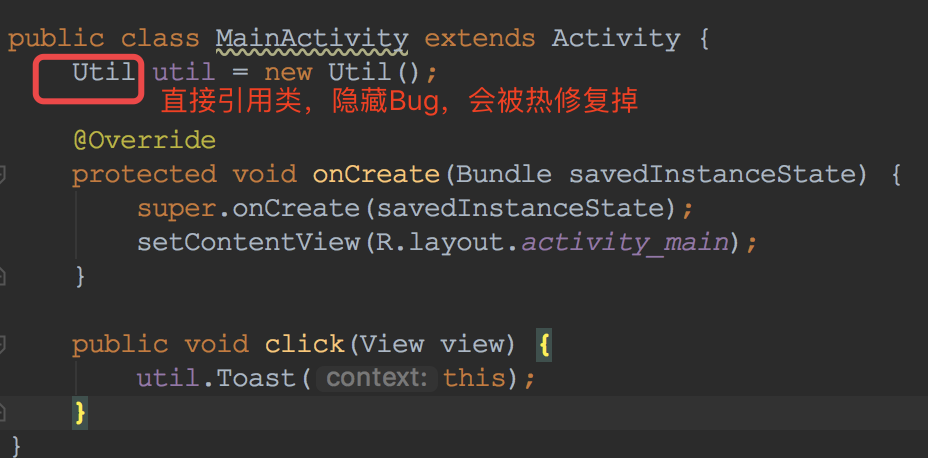 public class MainActivity extends Activity {
Util util = new Util();
直接引用类，隐藏Bug，会被热修复掉
@Override
protected void onCreate(Bundle savedInstanceState) {
super.onCreate(savedInstanceState);
setContentView(R.layout.activity_main);
}
public void click(View view) {
util.Toast( context: this);
}
}